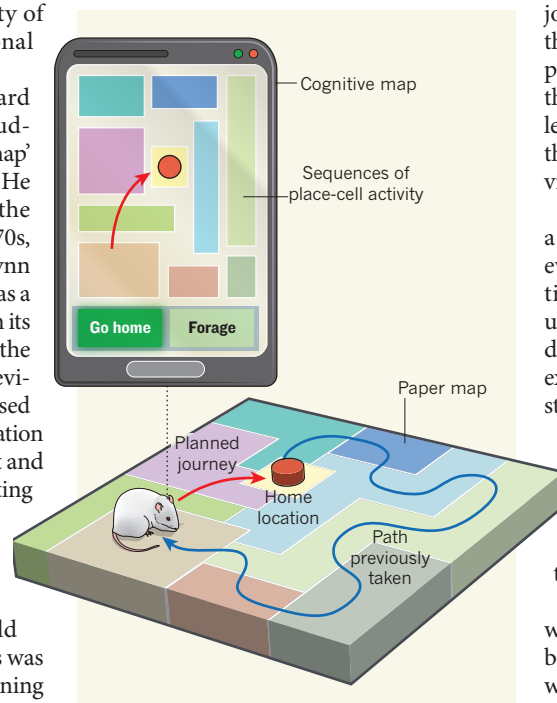 ty of
onal
ard
ud-
map'
He
the
70s,
ynn
as a
n its
the
evi-
sed
ation
t and
ting
ld
s was
ning
Cognitive map
Sequences of
place-cell activity
Go home
Forage
Paper map
Planned
journey
Home
location
Path
previously
taken
jo
th
p
th
le
th
vi
a
ev
ti
u
d
ex
st
t
w
b
w